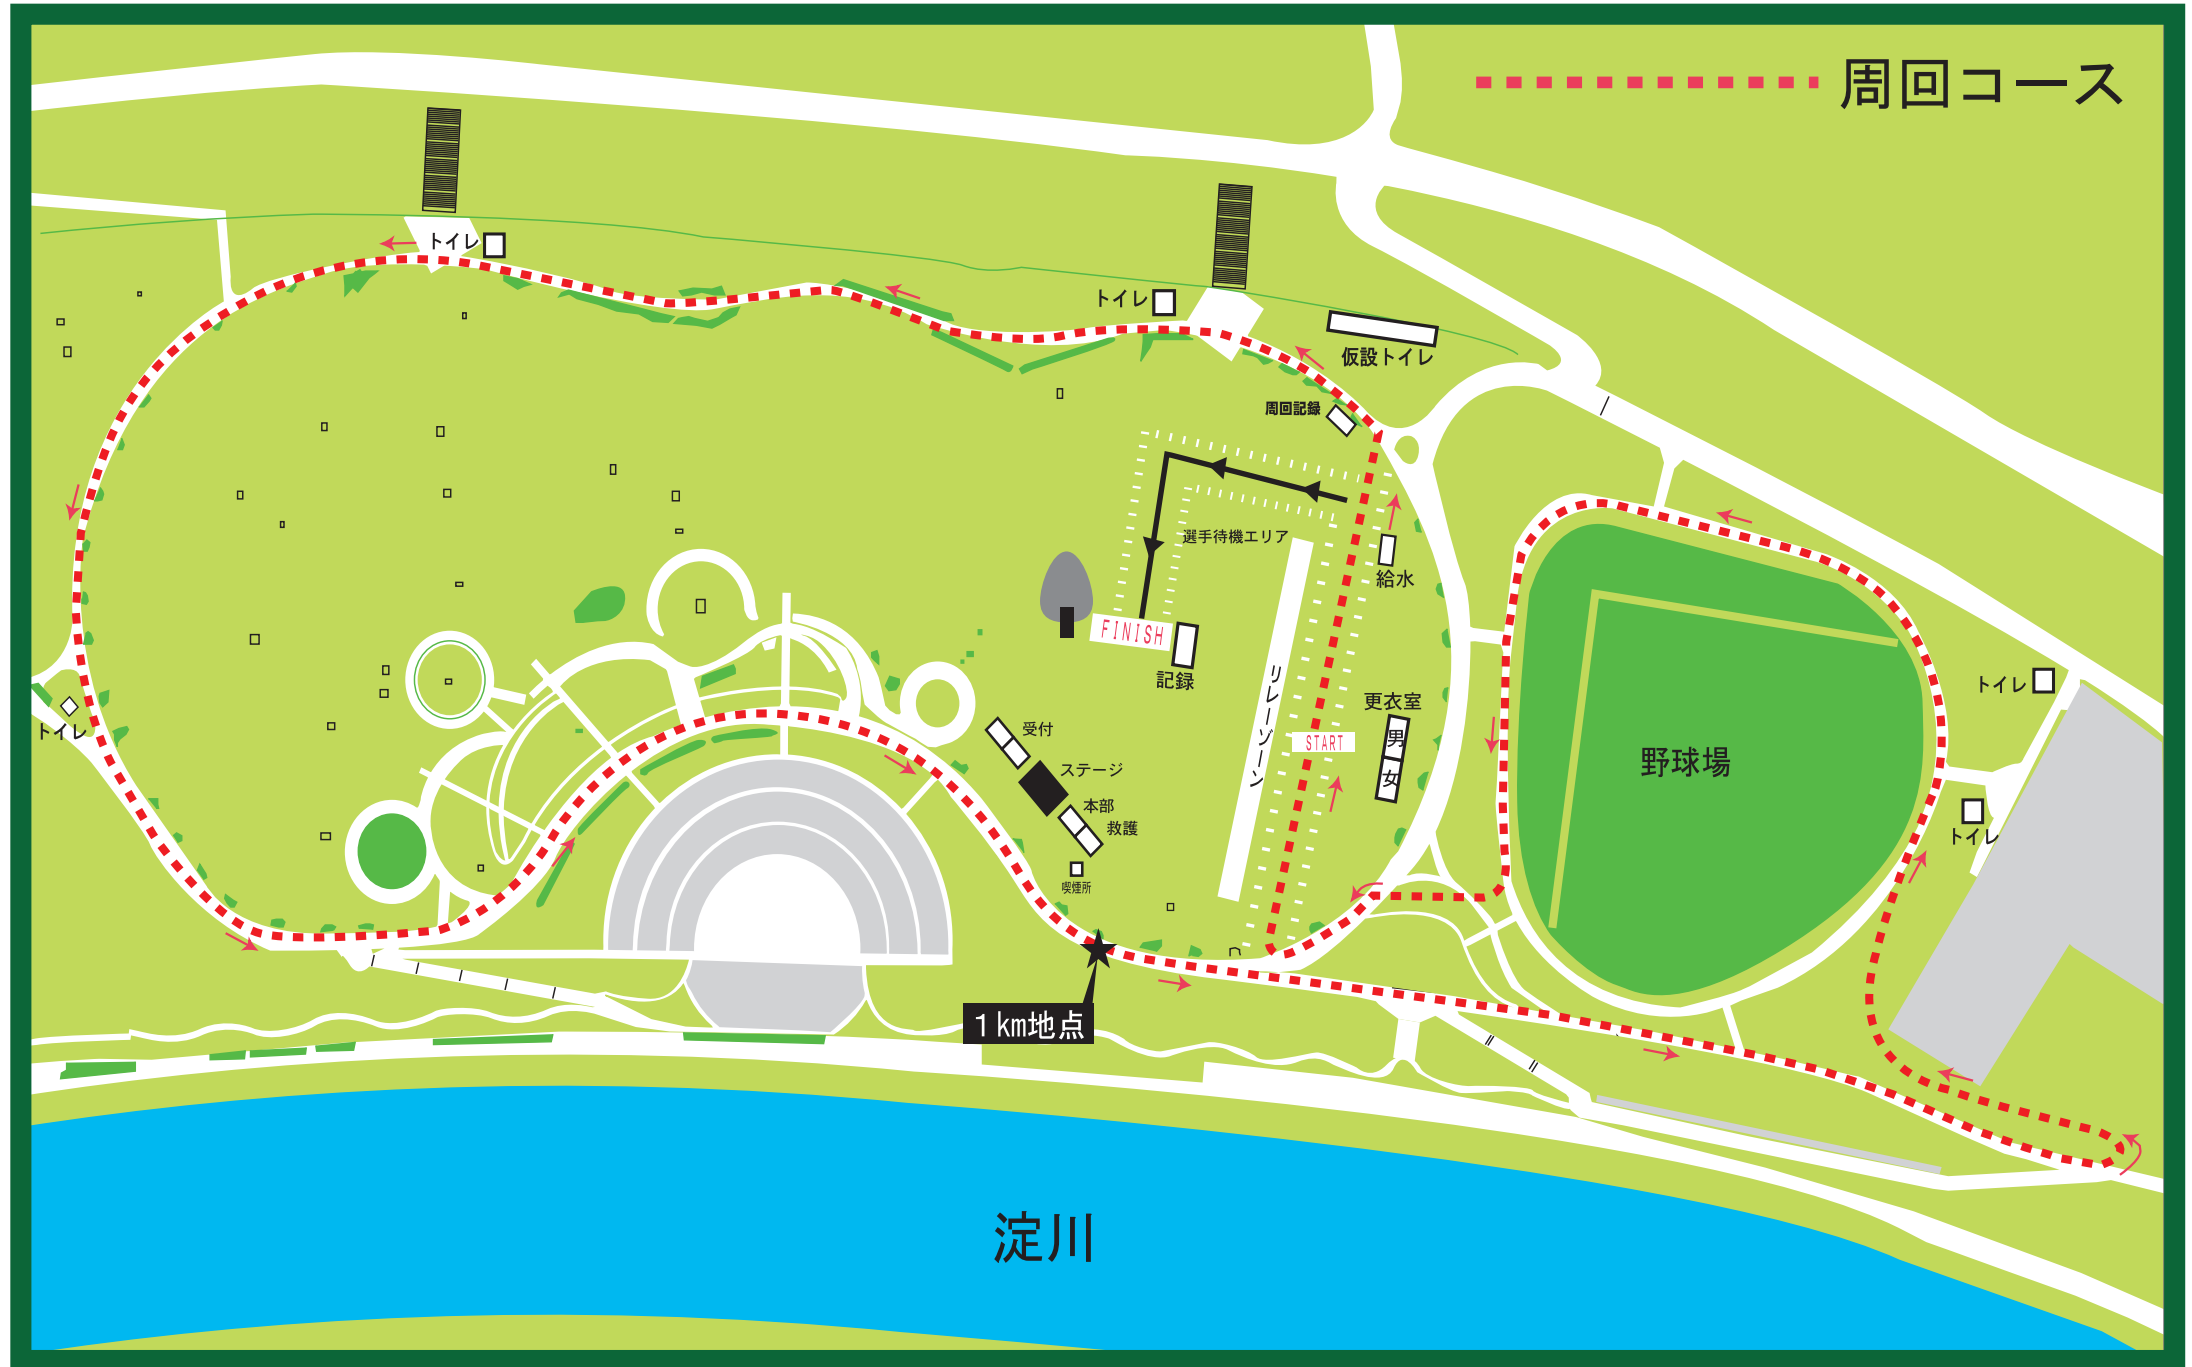 周回コース
トイレ
トイレ
仮設トイレ
周回記録
選手待機エリア
給水
FINISH
記録
リレーゾーン
トイレ
更衣室
男
女
START
トイレ
受付
野球場
ステージ
本部
救護
トイレ
喫煙所
1km地点
淀川